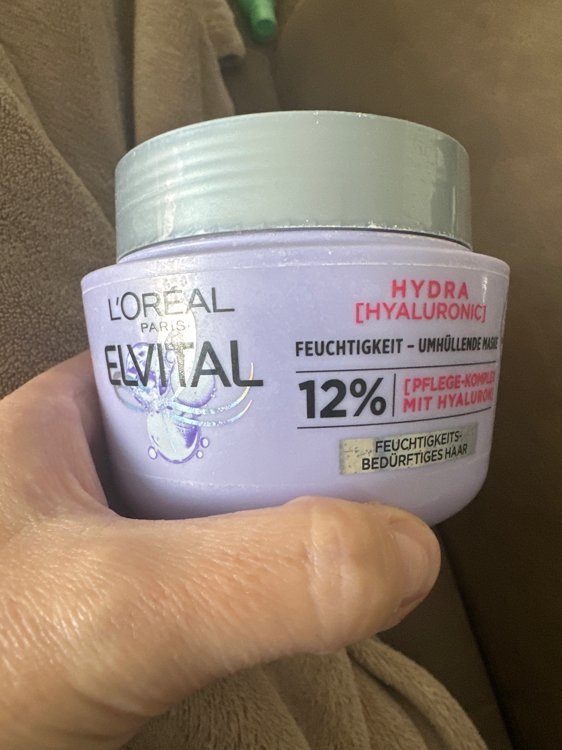 L'ORÉAL
PARIS
ELVITAL
HYDRA
[HYALURONIC]
FEUCHTIGKEIT – UMHÜLLENDE MASKE
12%
[PFLEGE-KOMPLEX
MIT HYALURON]
FEUCHTIGKEITS-
BEDÜRFTIGES HAAR